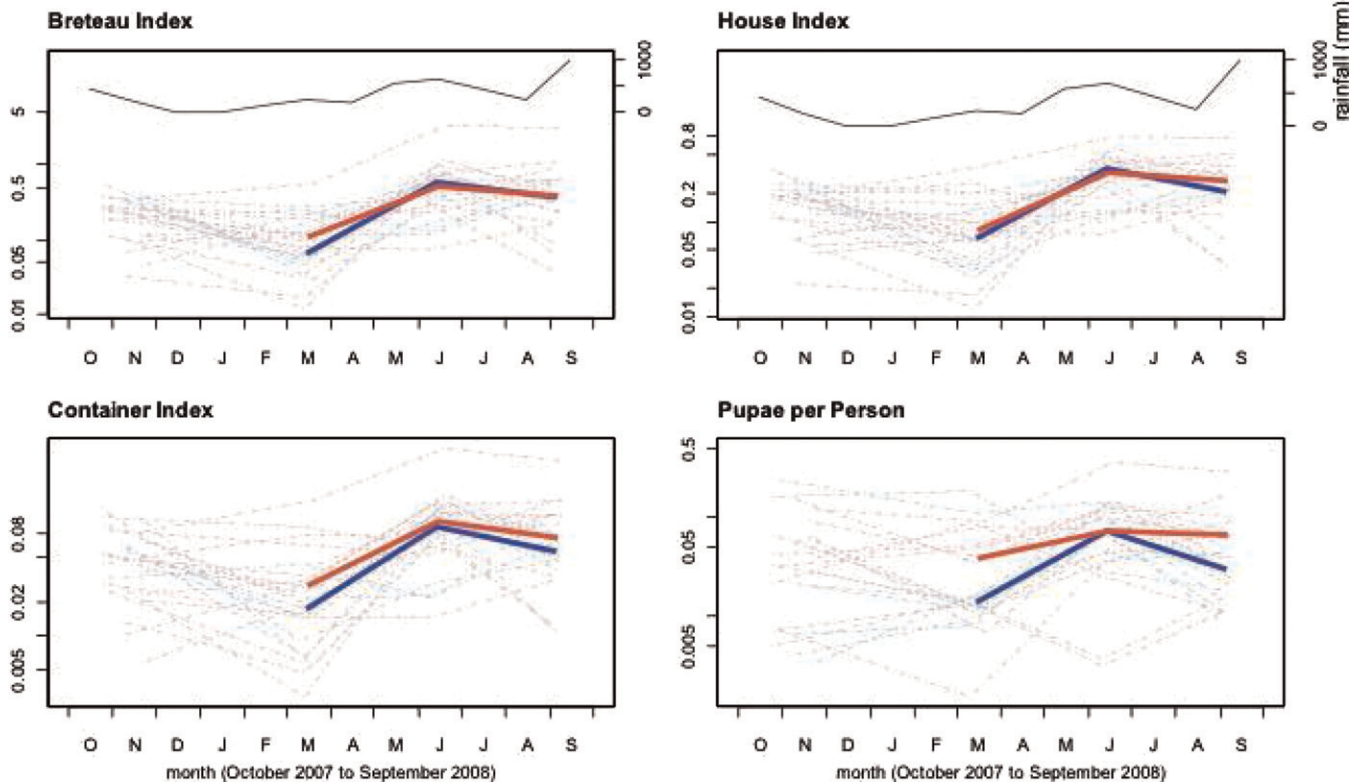 Breteau Index
House Index
5
0.5
0.05
0.01
1000
0
0.8
0.12
0.05
0.01
1000
0
rainfall (mm)
O N D J F M A M J J A S
O N D J F M A M J J A S
Container Index
Pupae per Person
0.08
0.02
0.005
0.5
0.05
0.005
O N D J F M A M J J A S
O N D J F M A M J J A S
month (October 2007 to September 2008)
month (October 2007 to September 2008)